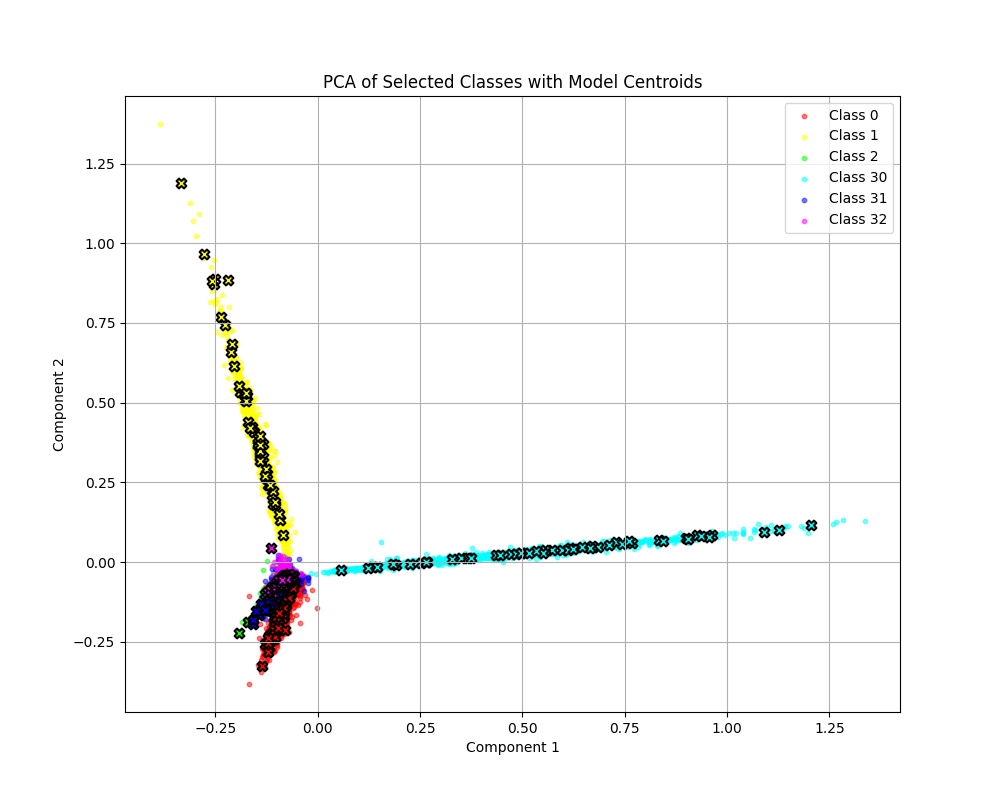 PCA of Selected Classes with Model Centroids
Class 0
Class 1
Class 2
Class 30
Class 31
Class 32
1.25
1.00
0.75
0.50
0.25
0.00
−0.25
Component 2
−0.25
0.00
0.25
0.50
0.75
1.00
1.25
Component 1